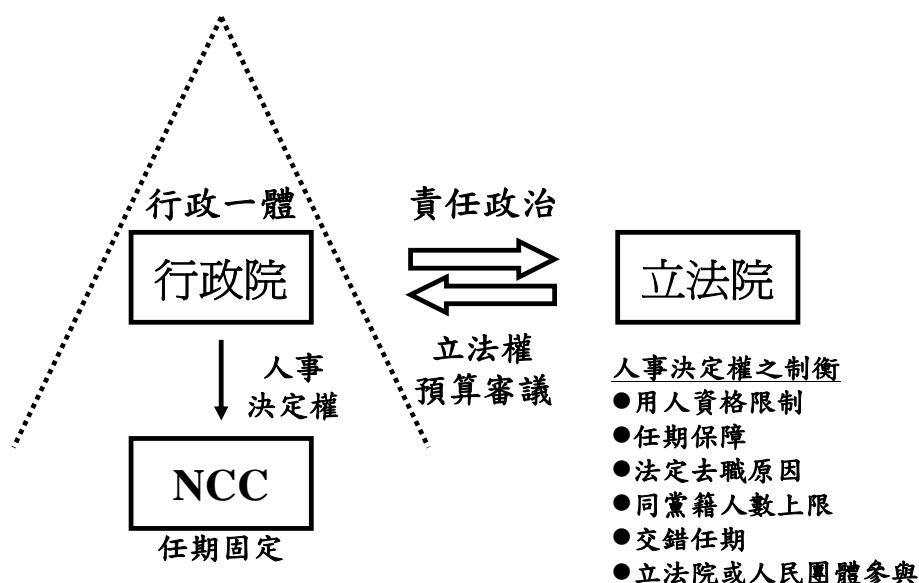 行政一體
行政院
人事
決定權
NCC
任期固定
責任政治
立法權
預算審議
立法院
人事決定權之制衡
●用人資格限制
●任期保障
●法定去職原因
●同黨籍人數上限
●交錯任期
●立法院或人民團體參與